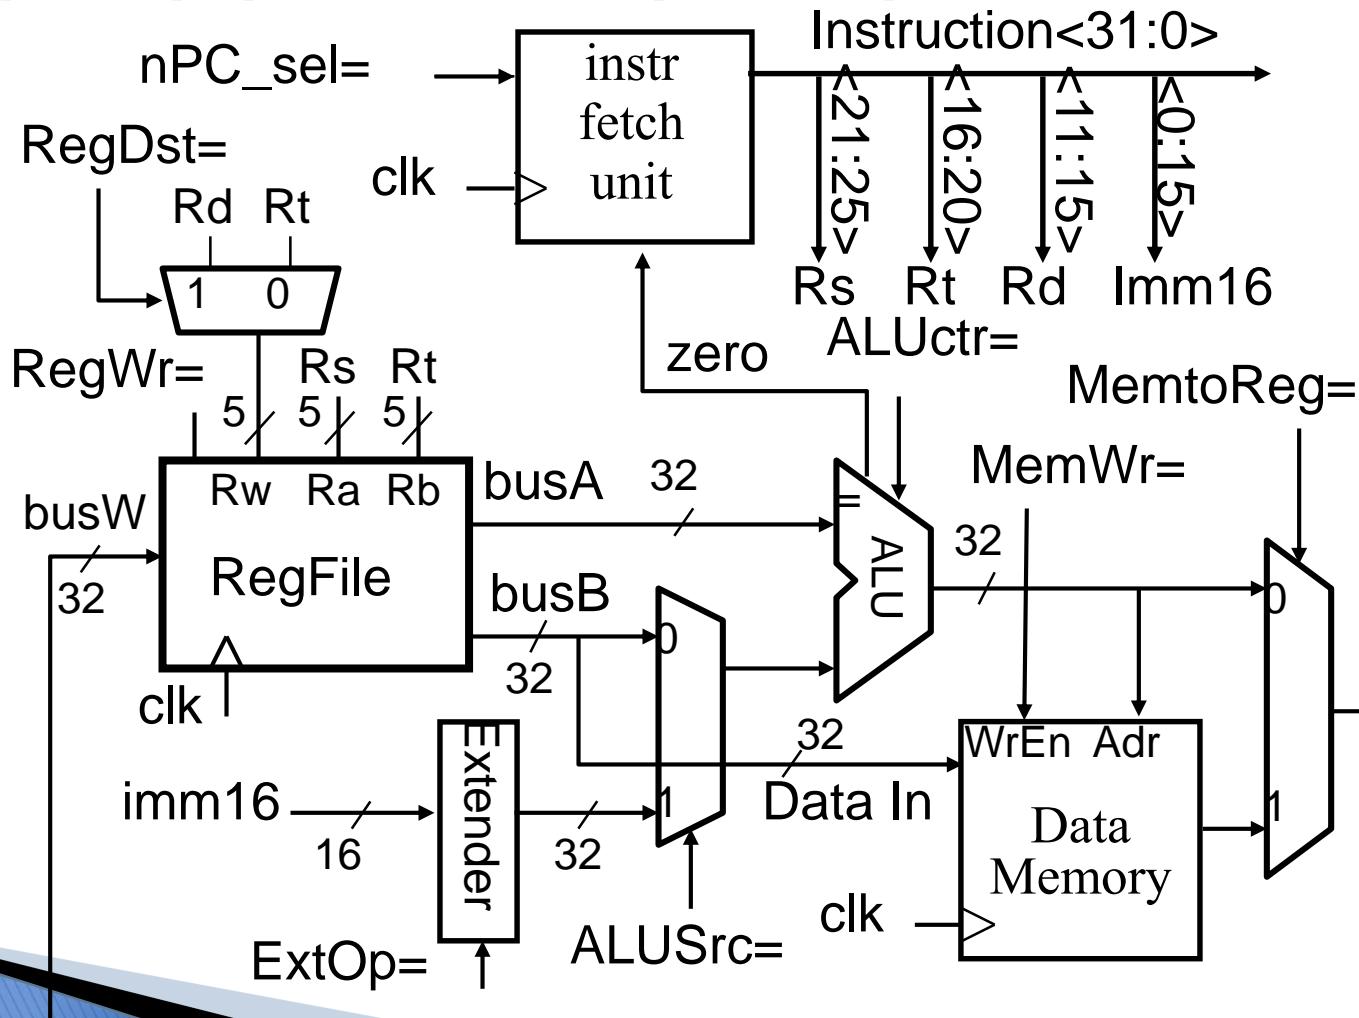 Instruction<31:0>
nPC_sel=
instr
fetch
unit
clk
<21:25>
<16:20>
<11:15>
<0:15>
Rs Rt Rd Imm16
RegDst=
Rd Rt
1 0
zero
ALUctr=
RegWr=
Rs Rt
5 5 5
MemtoReg=
Rw Ra Rb
RegFile
busW
32
clk
busA
32
busB
32
=
ALU
32
MemWr=
0
1
imm16
16
Extender
32
ExtOp=
ALUSrc=
32
Data In
WrEn Adr
Data
Memory
clk
0
1